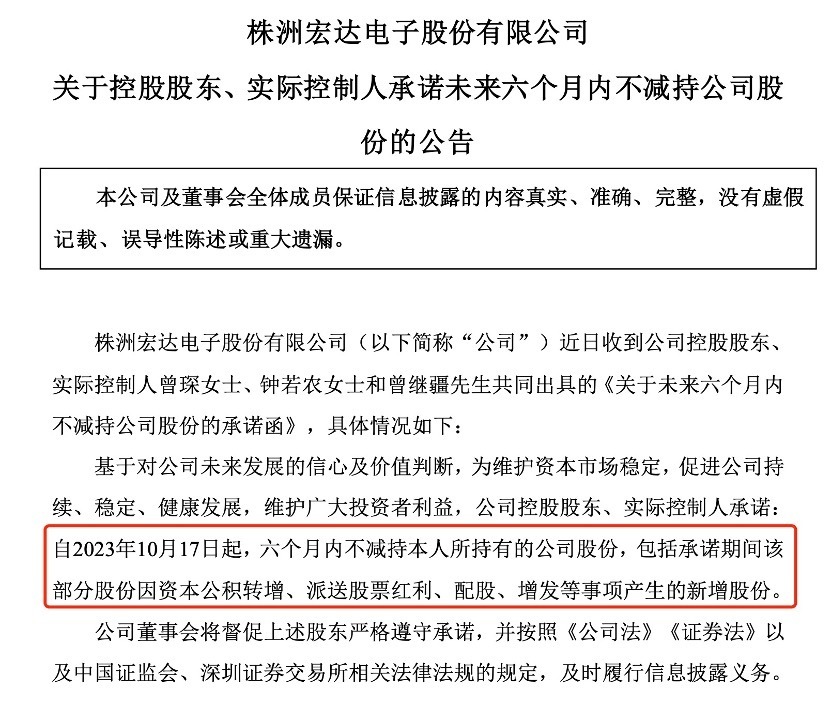 株洲宏达电子股份有限公司
关于控股股东、实际控制人承诺未来六个月内不减持公司股
份的公告
本公司及董事会全体成员保证信息披露的内容真实、准确、完整，没有虚假
记载、误导性陈述或重大遗漏。
株洲宏达电子股份有限公司（以下简称“公司”）近日收到公司控股股东、
实际控制人曾琛女士、钟若农女士和曾继疆先生共同出具的《关于未来六个月内
不减持公司股份的承诺函》，具体情况如下：
基于对公司未来发展的信心及价值判断，为维护资本市场稳定，促进公司持
续、稳定、健康发展，维护广大投资者利益，公司控股股东、实际控制人承诺：
自2023年10月17日起，六个月内不减持本人所持有的公司股份，包括承诺期间该
部分股份因资本公积转增、派送股票红利、配股、增发等事项产生的新增股份。
公司董事会将督促上述股东严格遵守承诺，并按照《公司法》《证券法》以
及中国证监会、深圳证券交易所相关法律法规的规定，及时履行信息披露义务。